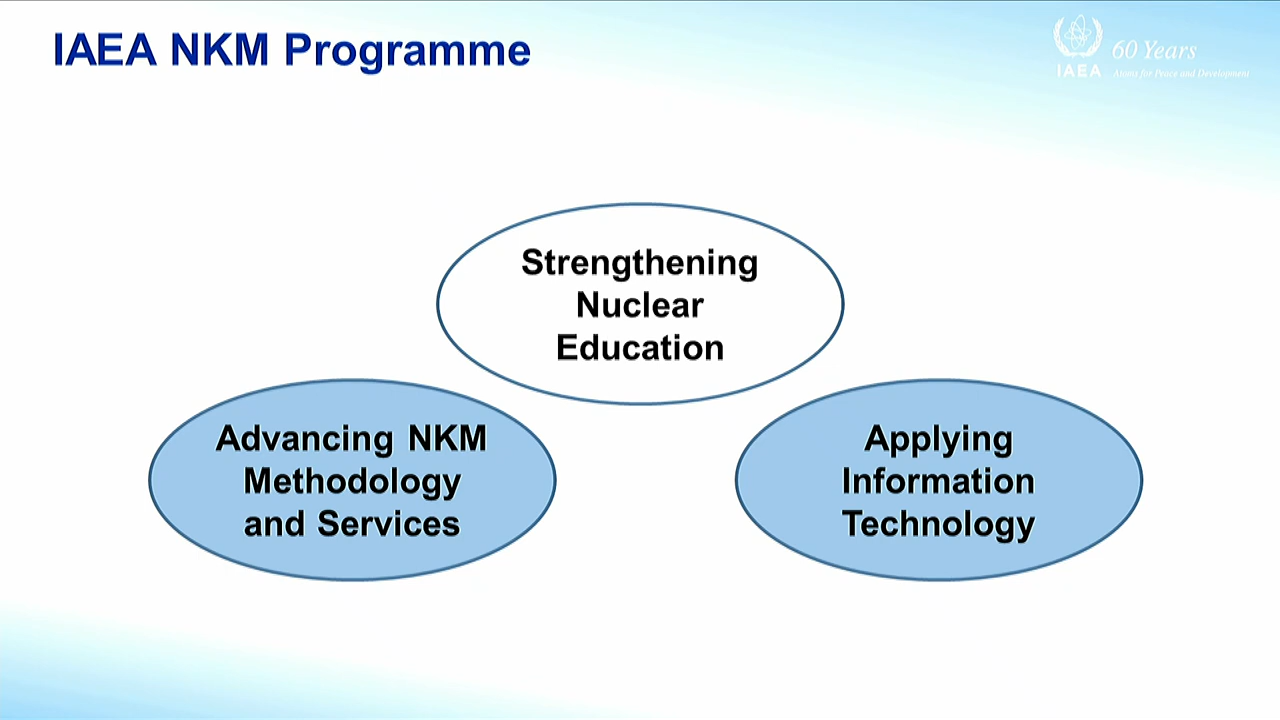 IAEA NKM Programme
60 Years
IAEA
Atoms for Peace and Development
Strengthening
Nuclear
Education
Advancing NKM
Methodology
and Services
Applying
Information
Technology